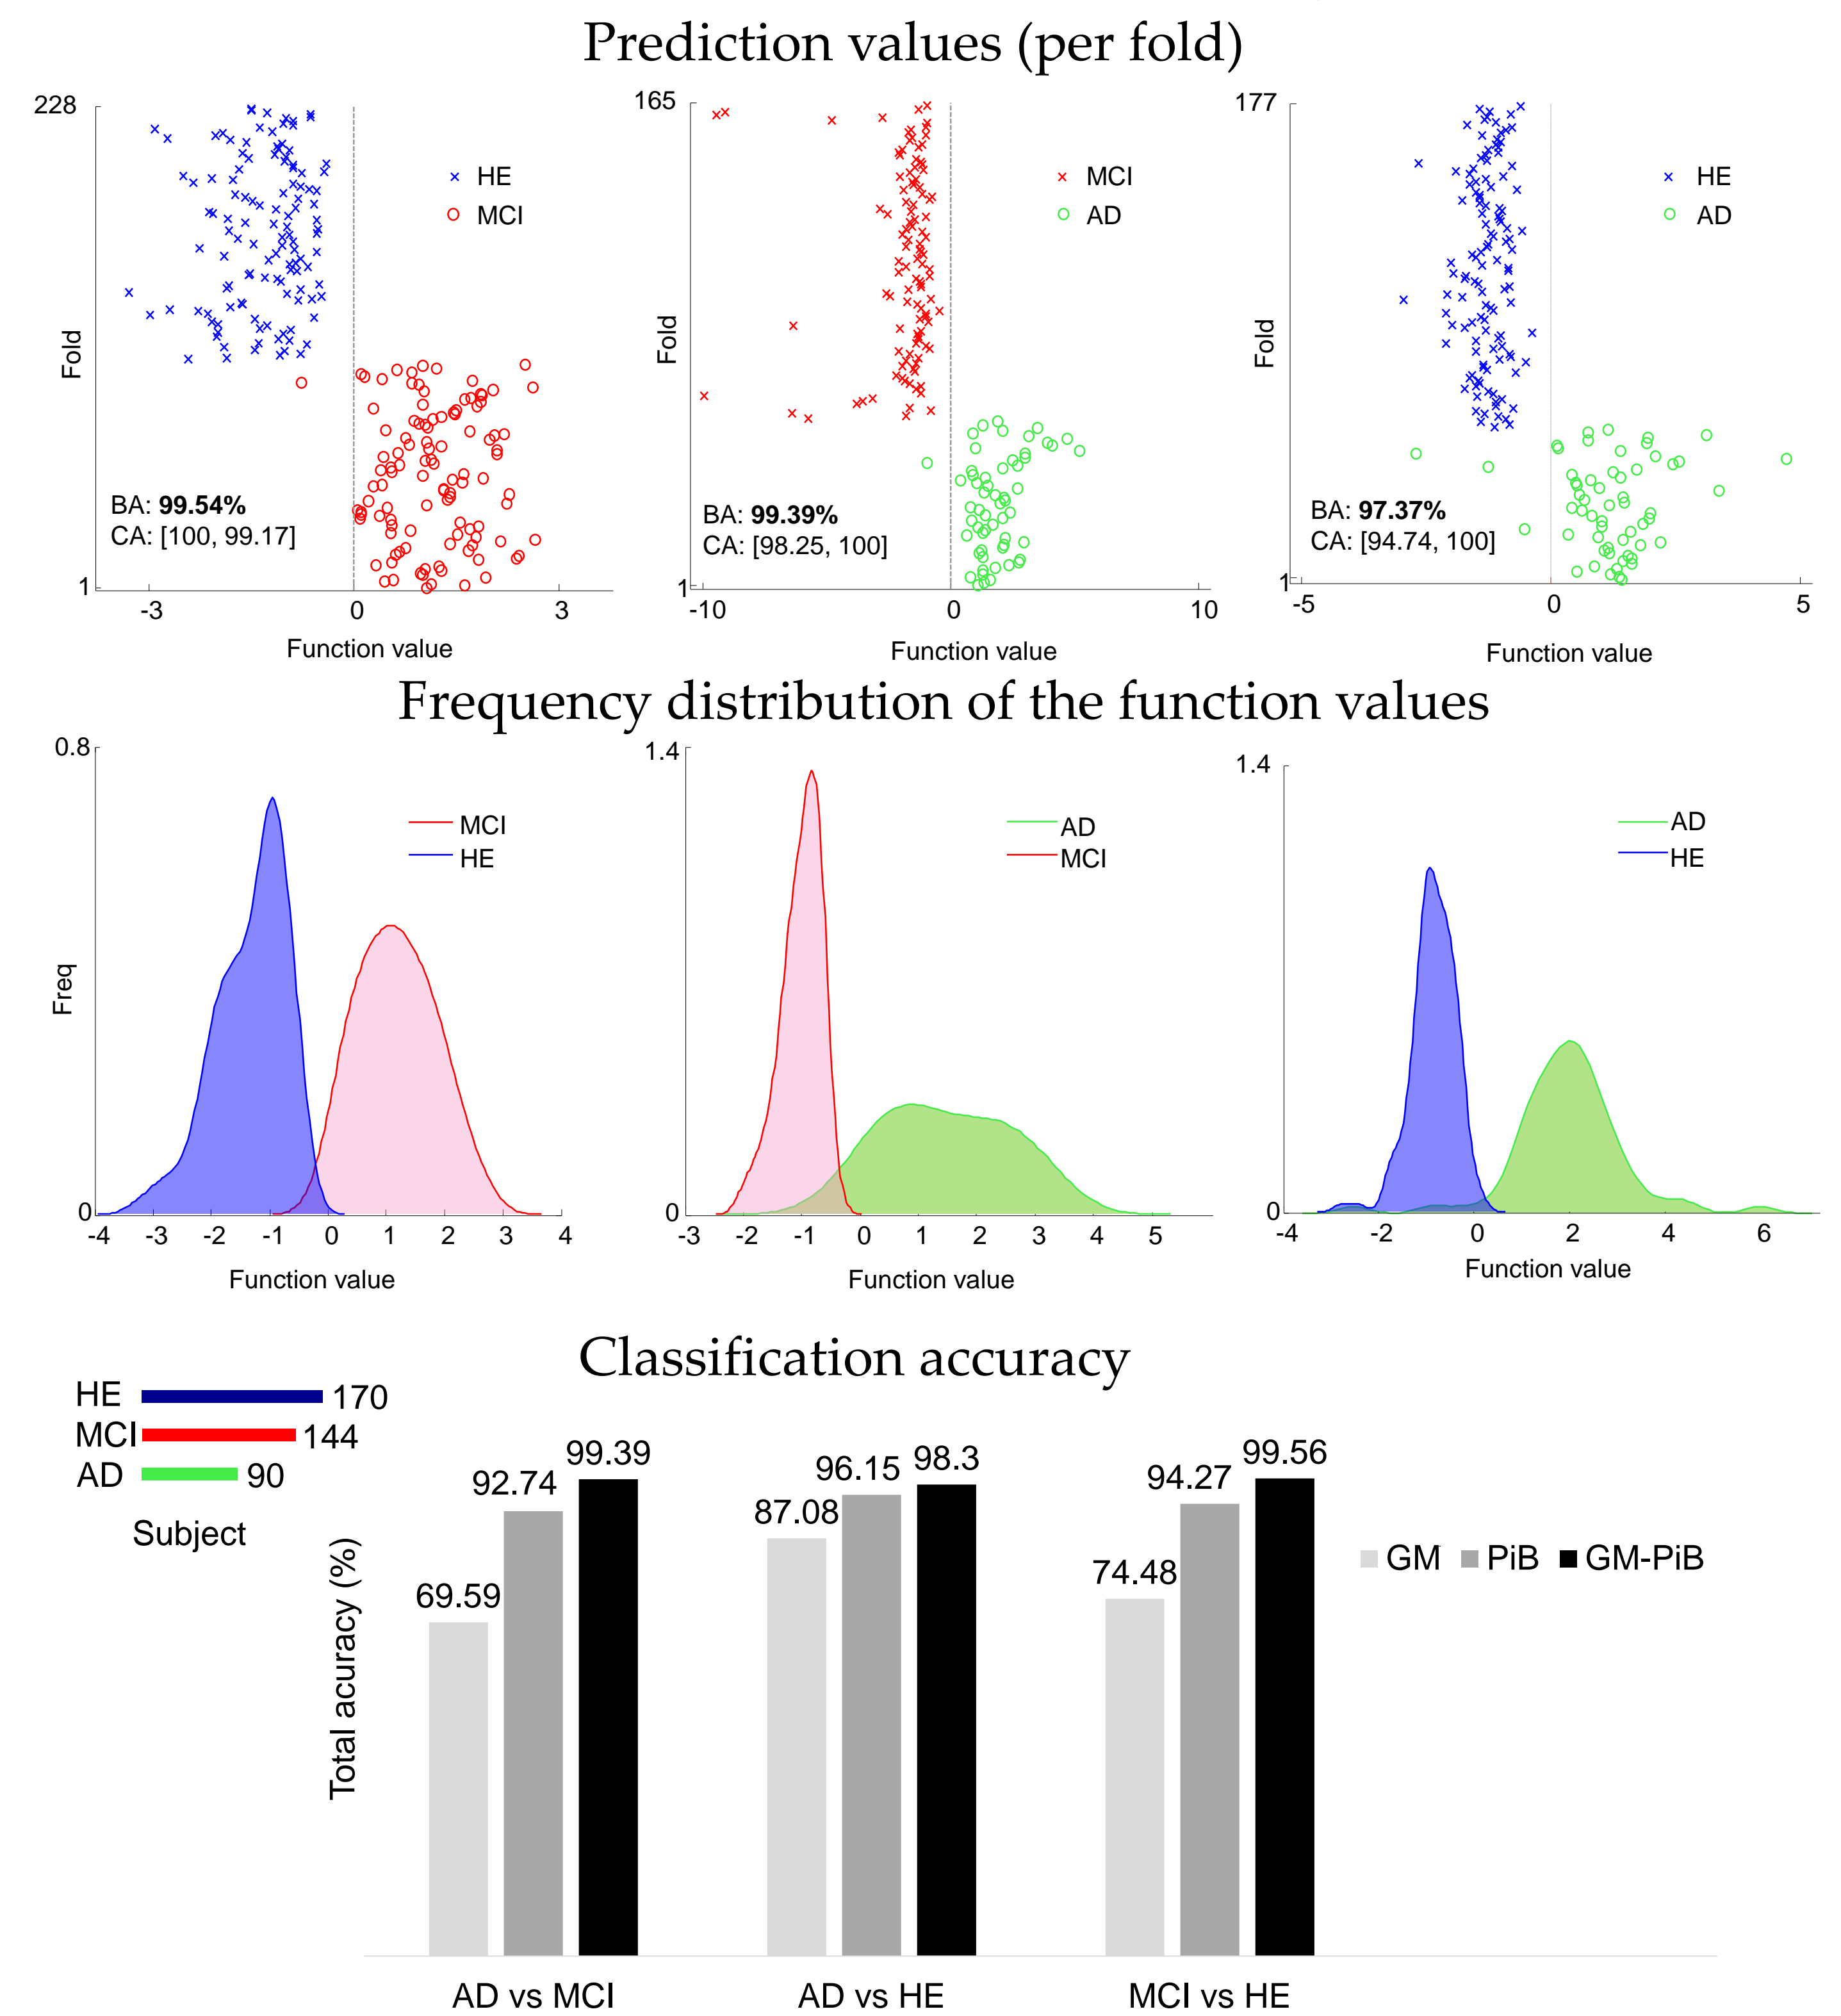 Prediction values (per fold)
228
Fold
1
-3
0
3
Function value
HE
MCI
BA: 99.54%
CA: [100, 99.17]
165
Fold
1
-10
0
10
Function value
MCI
AD
BA: 99.39%
CA: [98.25, 100]
177
Fold
1
-5
0
5
Function value
HE
AD
BA: 97.37%
CA: [94.74, 100]
Frequency distribution of the function values
0.8
Freq
0
-4 -3 -2 -1 0 1 2 3 4
Function value
MCI
HE
1.4
0
-3 -2 -1 0 1 2 3 4 5
Function value
AD
MCI
1.4
0
-4 -2 0 2 4 6
Function value
AD
HE
Classification accuracy
HE 170
MCI 144
AD 90
Subject
Total acuracy (%)
69.59 92.74 99.39
87.08 96.15 98.3
74.48 94.27 99.56
GM PiB GM-PiB
AD vs MCI AD vs HE MCI vs HE